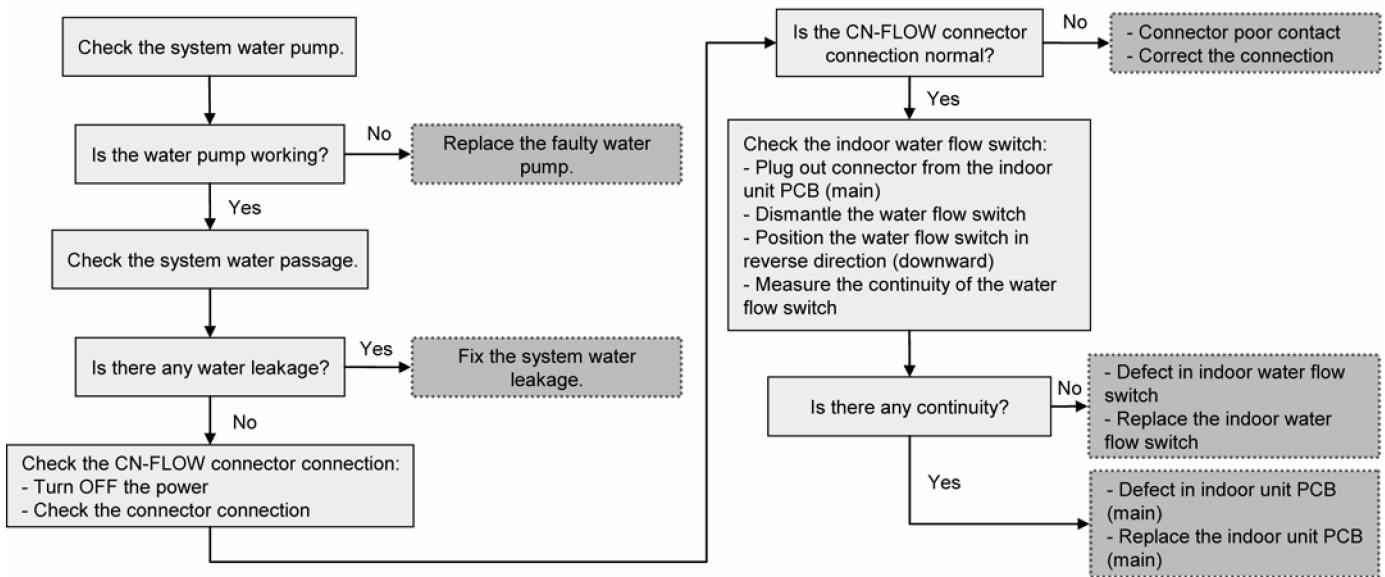 Check the system water pump.
Is the water pump working?
No
Replace the faulty water
pump.
Yes
Check the system water passage.
Is there any water leakage?
Yes
Fix the system water
leakage.
No
Check the CN-FLOW connector connection:
- Turn OFF the power
- Check the connector connection
Is the CN-FLOW connector
connection normal?
No
- Connector poor contact
- Correct the connection
Yes
Check the indoor water flow switch:
- Plug out connector from the indoor
unit PCB (main)
- Dismantle the water flow switch
- Position the water flow switch in
reverse direction (downward)
- Measure the continuity of the water
flow switch
Is there any continuity?
No
- Defect in indoor water flow
switch
- Replace the indoor water
flow switch
Yes
- Defect in indoor unit PCB
(main)
- Replace the indoor unit PCB
(main)